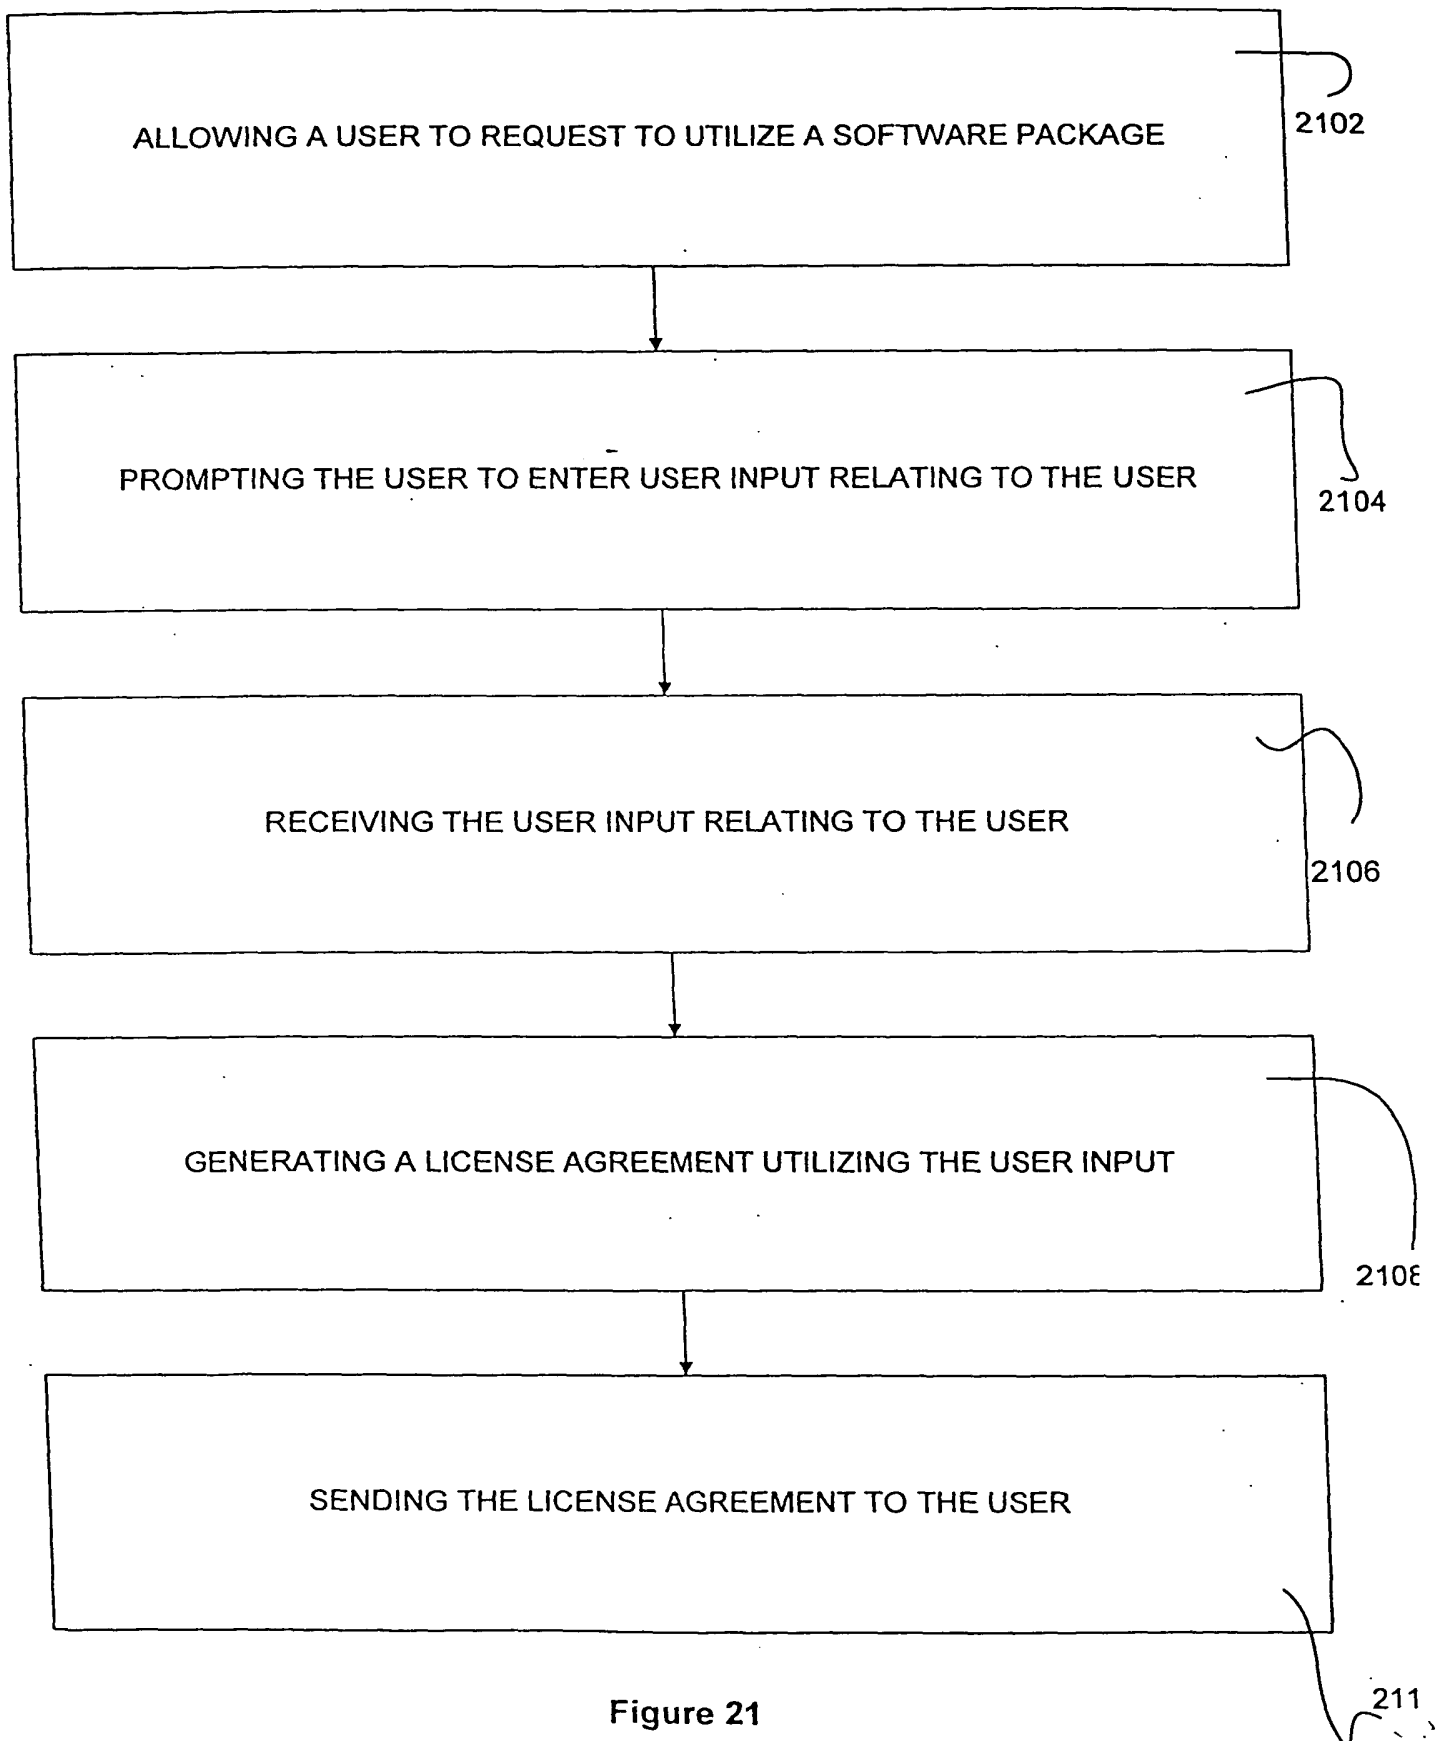 ALLOWING A USER TO REQUEST TO UTILIZE A SOFTWARE PACKAGE
2102
PROMPTING THE USER TO ENTER USER INPUT RELATING TO THE USER
2104
RECEIVING THE USER INPUT RELATING TO THE USER
2106
GENERATING A LICENSE AGREEMENT UTILIZING THE USER INPUT
2108
SENDING THE LICENSE AGREEMENT TO THE USER
211
Figure 21